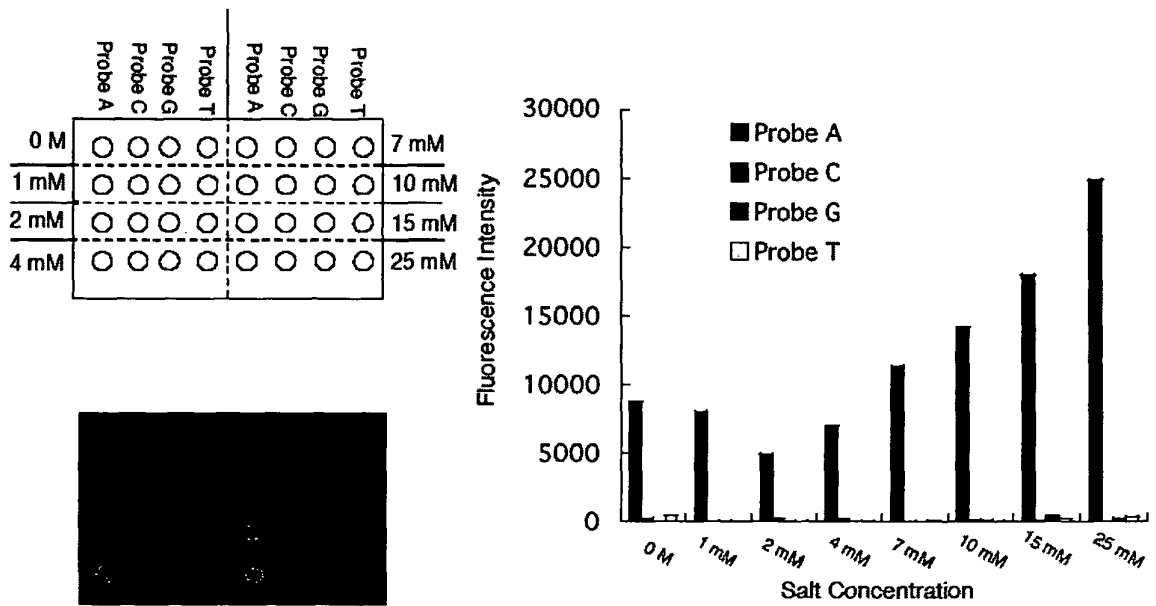 Probe A
Probe C
Probe G
Probe T
Probe A
Probe C
Probe G
Probe T
0 M
7 mM
1 mM
10 mM
2 mM
15 mM
4 mM
25 mM
Fluorescence Intensity
30000
25000
20000
15000
10000
5000
0
Probe A
Probe C
Probe G
Probe T
0 M
1 mM
2 mM
4 mM
7 mM
10 mM
15 mM
25 mM
Salt Concentration